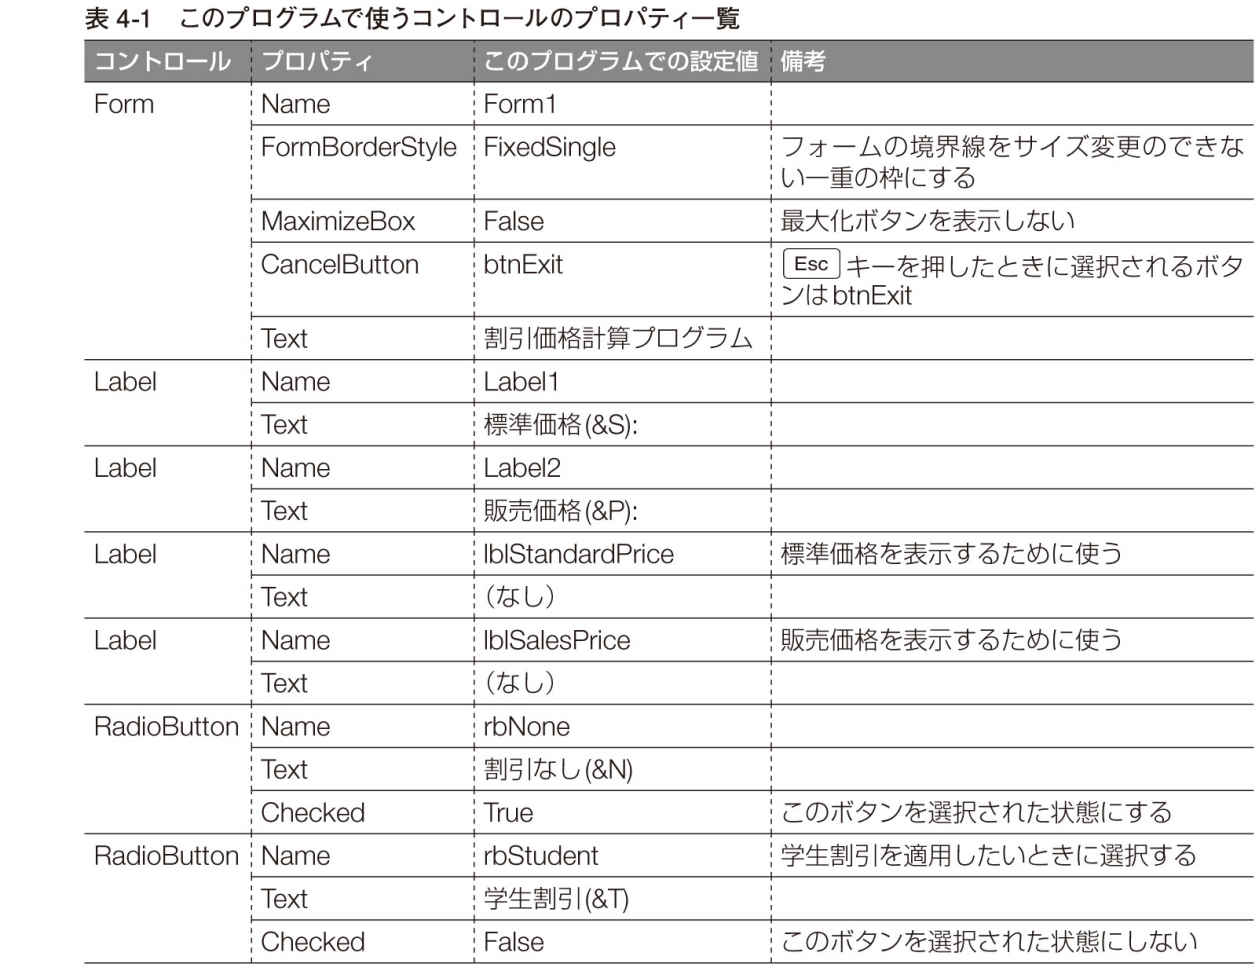 表 4-1 このプログラムで使うコントロールのプロパティ一覧
コントロール プロパティ このプログラムでの設定値 備考
Form Name Form1
FormBorderStyle FixedSingle フォームの境界線をサイズ変更のできな
い一重の枠にする
MaximizeBox False 最大化ボタンを表示しない
CancelButton btnExit Esc キーを押したときに選択されるボタ
ンは btnExit
Text 割引価格計算プログラム
Label Name Label1
Text 標準価格(&S):
Label Name Label2
Text 販売価格(&P):
Label Name lblStandardPrice 標準価格を表示するために使う
Text （なし）
Label Name lblSalesPrice 販売価格を表示するために使う
Text （なし）
RadioButton Name rbNone
Text 割引なし(&N)
Checked True このボタンを選択された状態にする
RadioButton Name rbStudent 学生割引を適用したいときに選択する
Text 学生割引(&T)
Checked False このボタンを選択された状態にしない